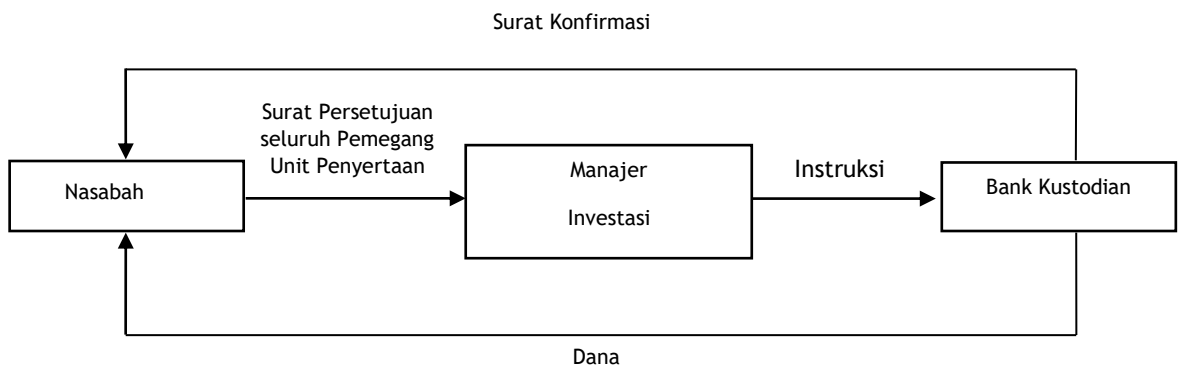 Surat Konfirmasi
Surat Persetujuan
seluruh Pemegang
Unit Penyertaan
Nasabah
Manajer
Investasi
Instruksi
Bank Kustodian
Dana